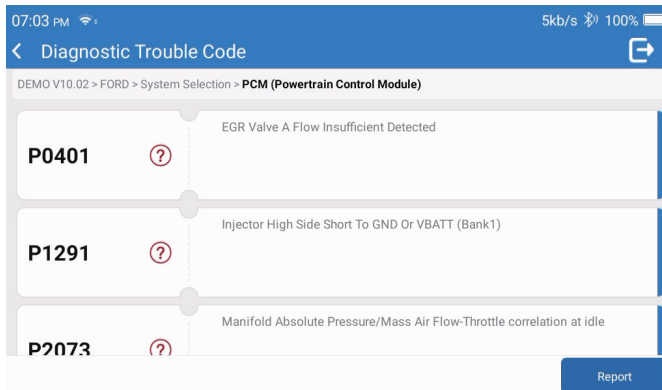 07:03 PM
5kb/s 100%
Diagnostic Trouble Code
DEMO V10.02 > FORD > System Selection > PCM (Powertrain Control Module)
EGR Valve A Flow Insufficient Detected
P0401
?
Injector High Side Short To GND Or VBATT (Bank1)
P1291
?
Manifold Absolute Pressure/Mass Air Flow-Throttle correlation at idle
P2073
?
Report